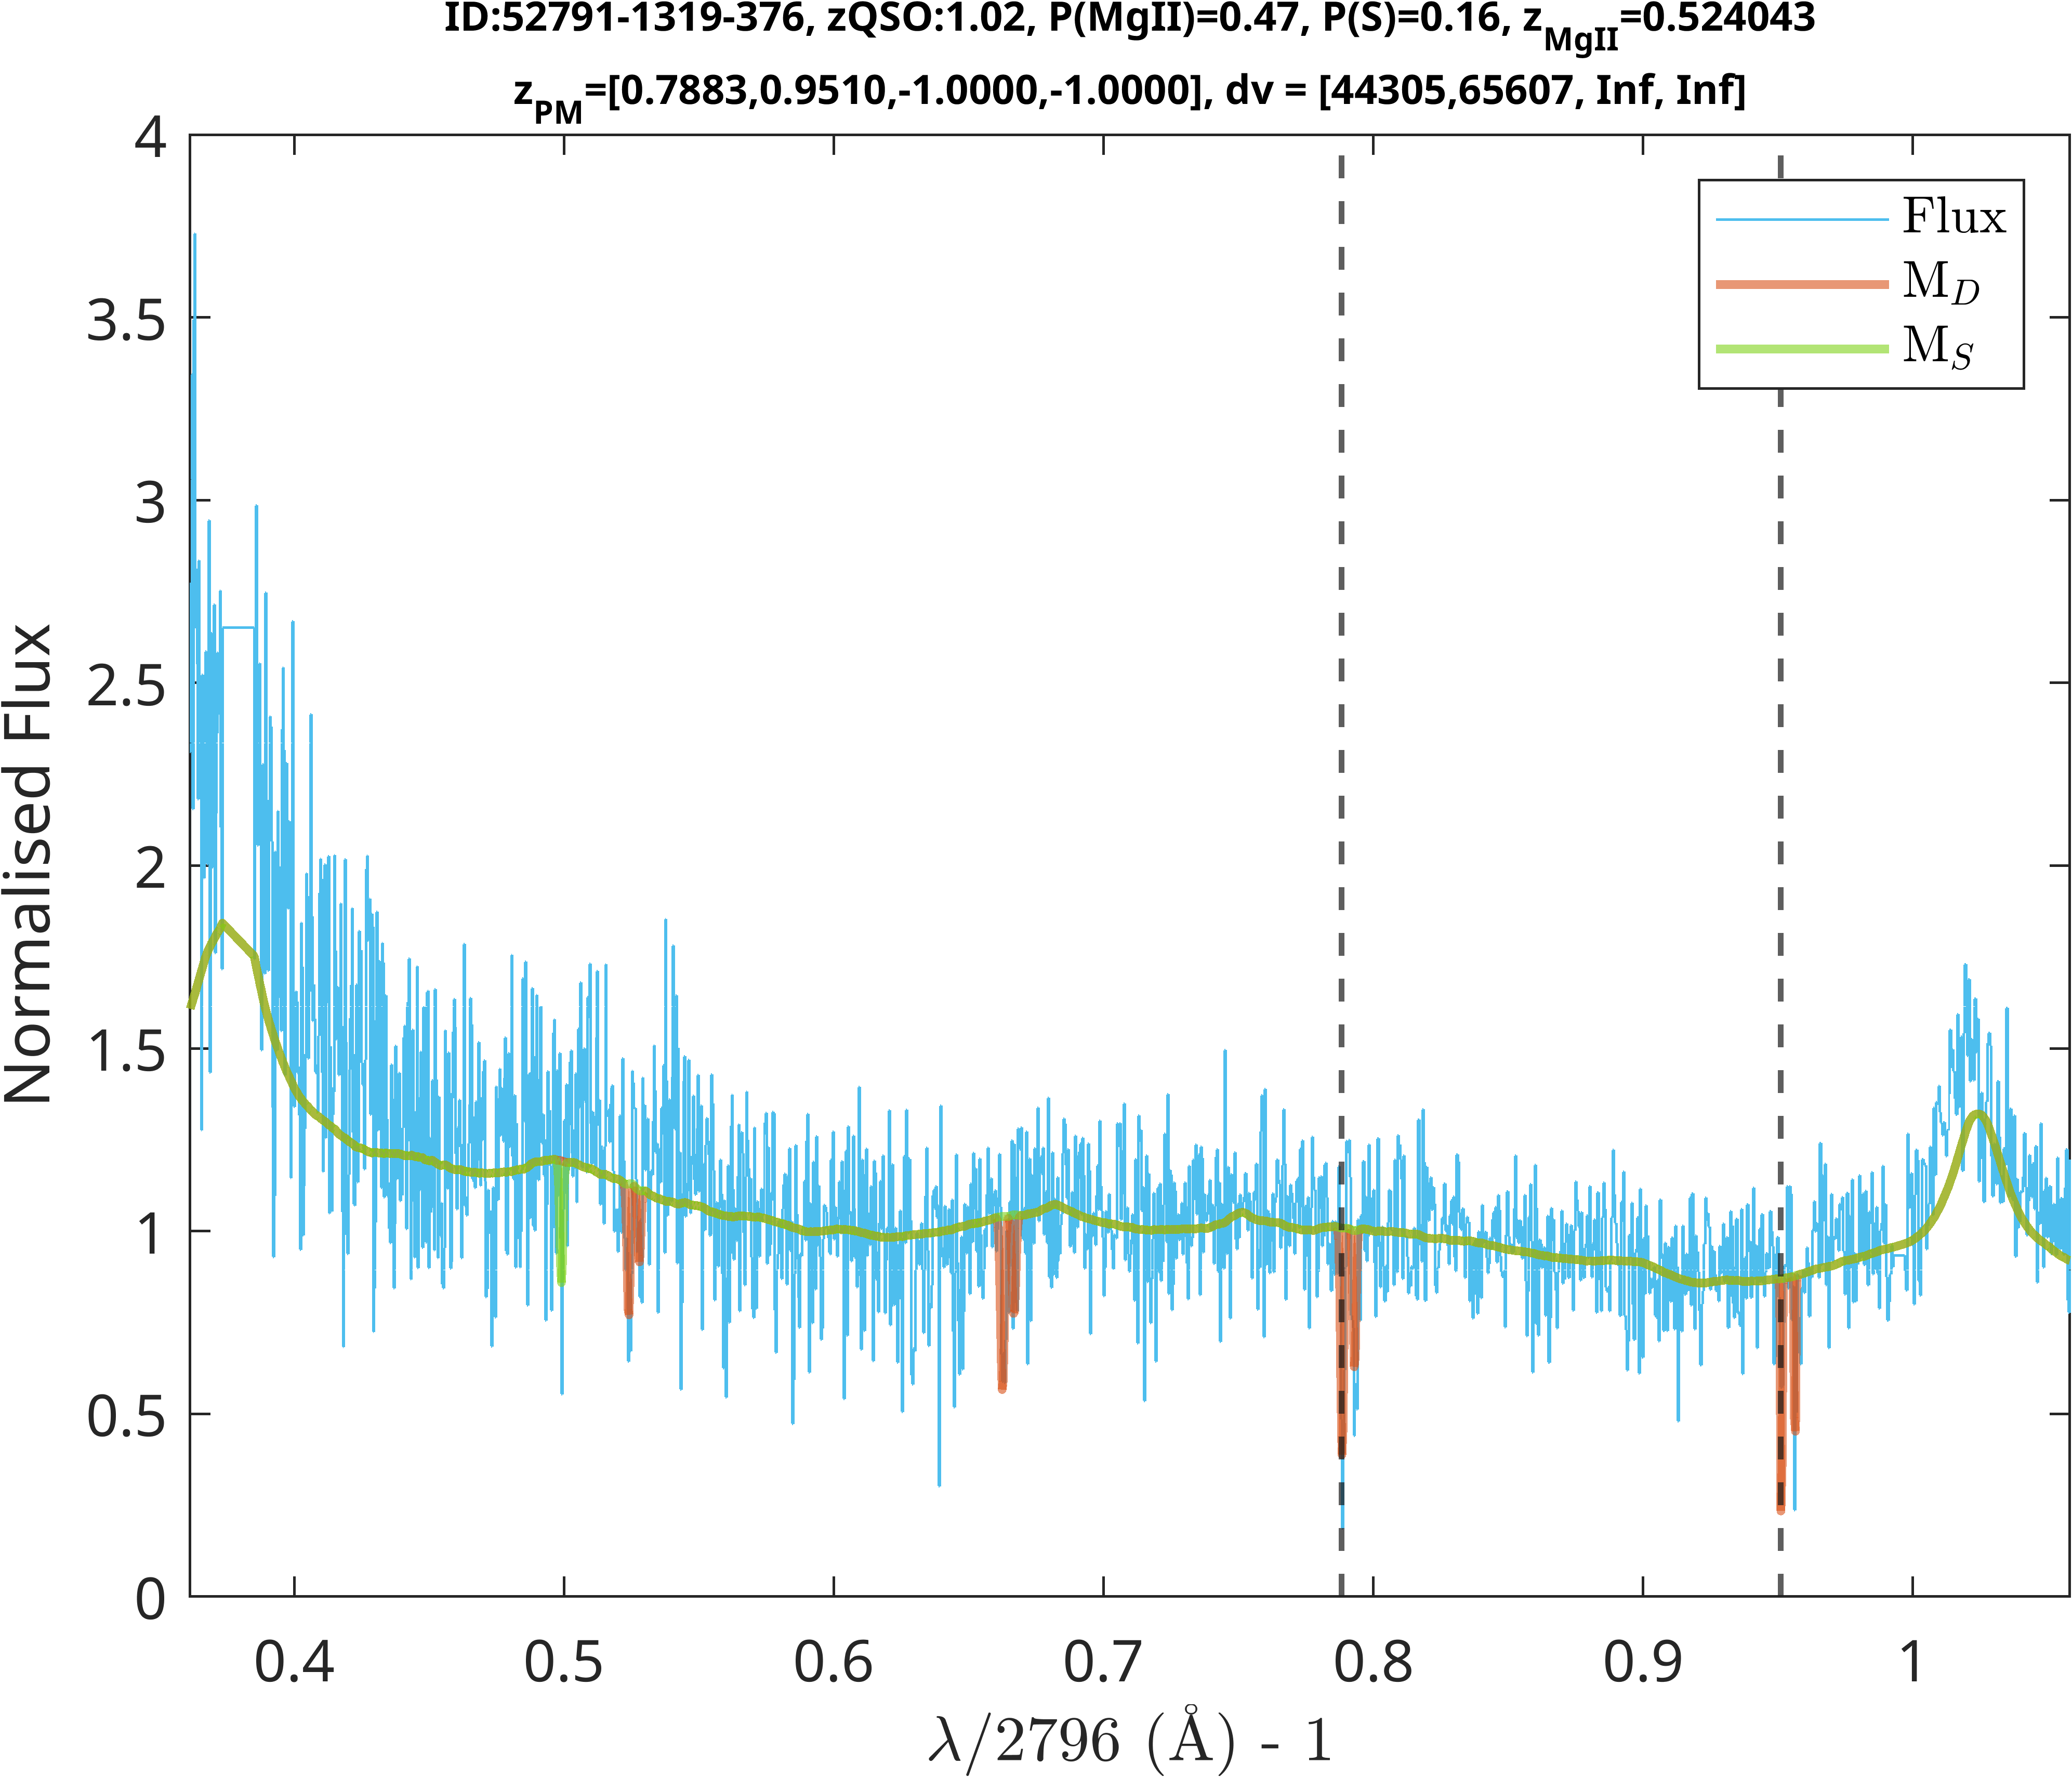 ID:52791-1319-376, zQSO:1.02, P(MgII)=0.47, P(S)=0.16, zMgII=0.524043
zPM=[0.7883,0.9510,-1.0000,-1.0000], dv = [44305,65607, Inf, Inf]
4
3.5
3
2.5
2
1.5
1
0.5
0
Normalised Flux
Flux
MD
MS
0.4
0.5
0.6
0.7
0.8
0.9
1
λ/2796 (Å) - 1